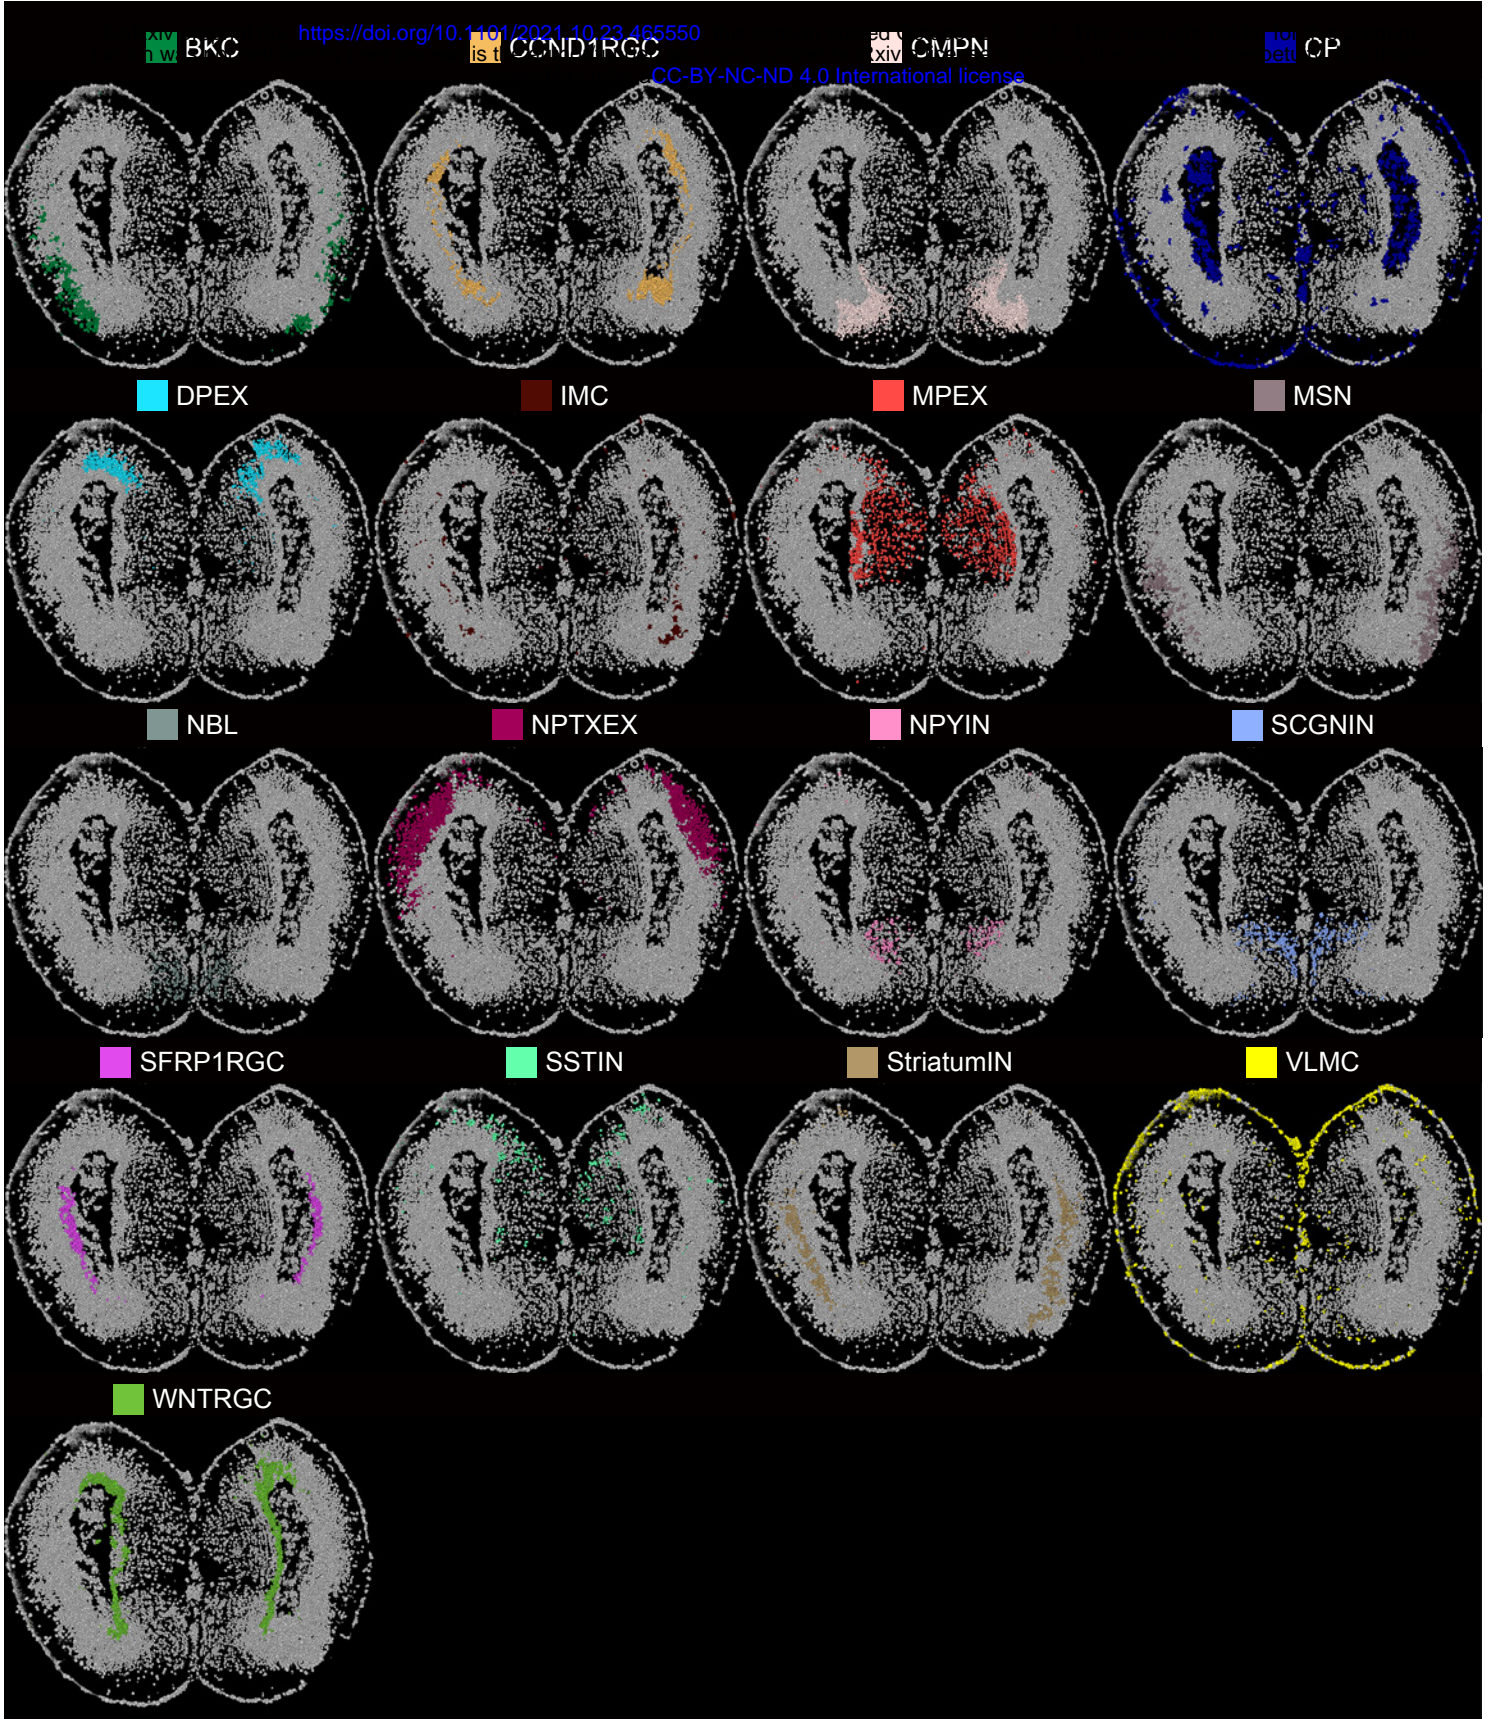 https://doi.org/10.1101/2021.10.23.465550
BKC CCND1RGC CMPN CP
CC-BY-NC-ND 4.0 International license
DPEX IMC MPEX MSN
NBL NPTXEX NPYIN SCGNIN
SFRP1RGC SSTIN StriatumIN VLMC
WNTRGC